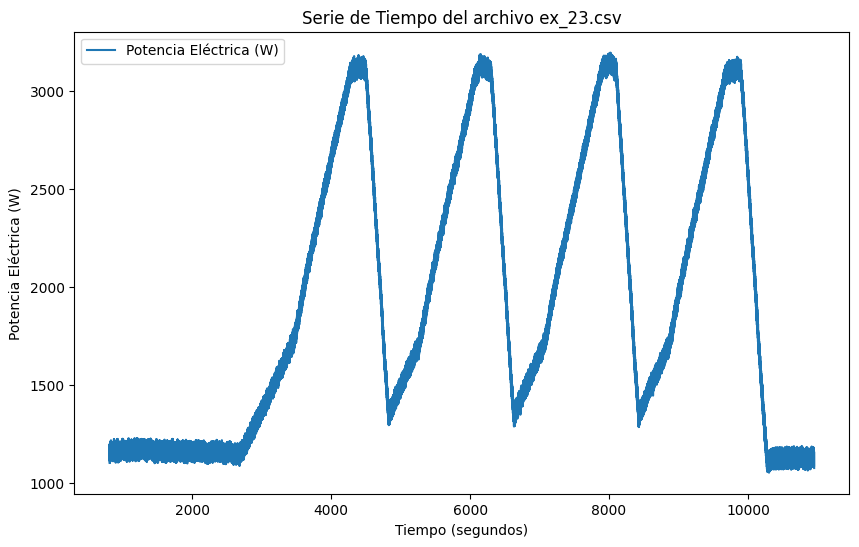 Serie de Tiempo del archivo ex_23.csv
Potencia Eléctrica (W)
Potencia Eléctrica (W)
3000
2500
2000
1500
1000
2000 4000 6000 8000 10000
Tiempo (segundos)